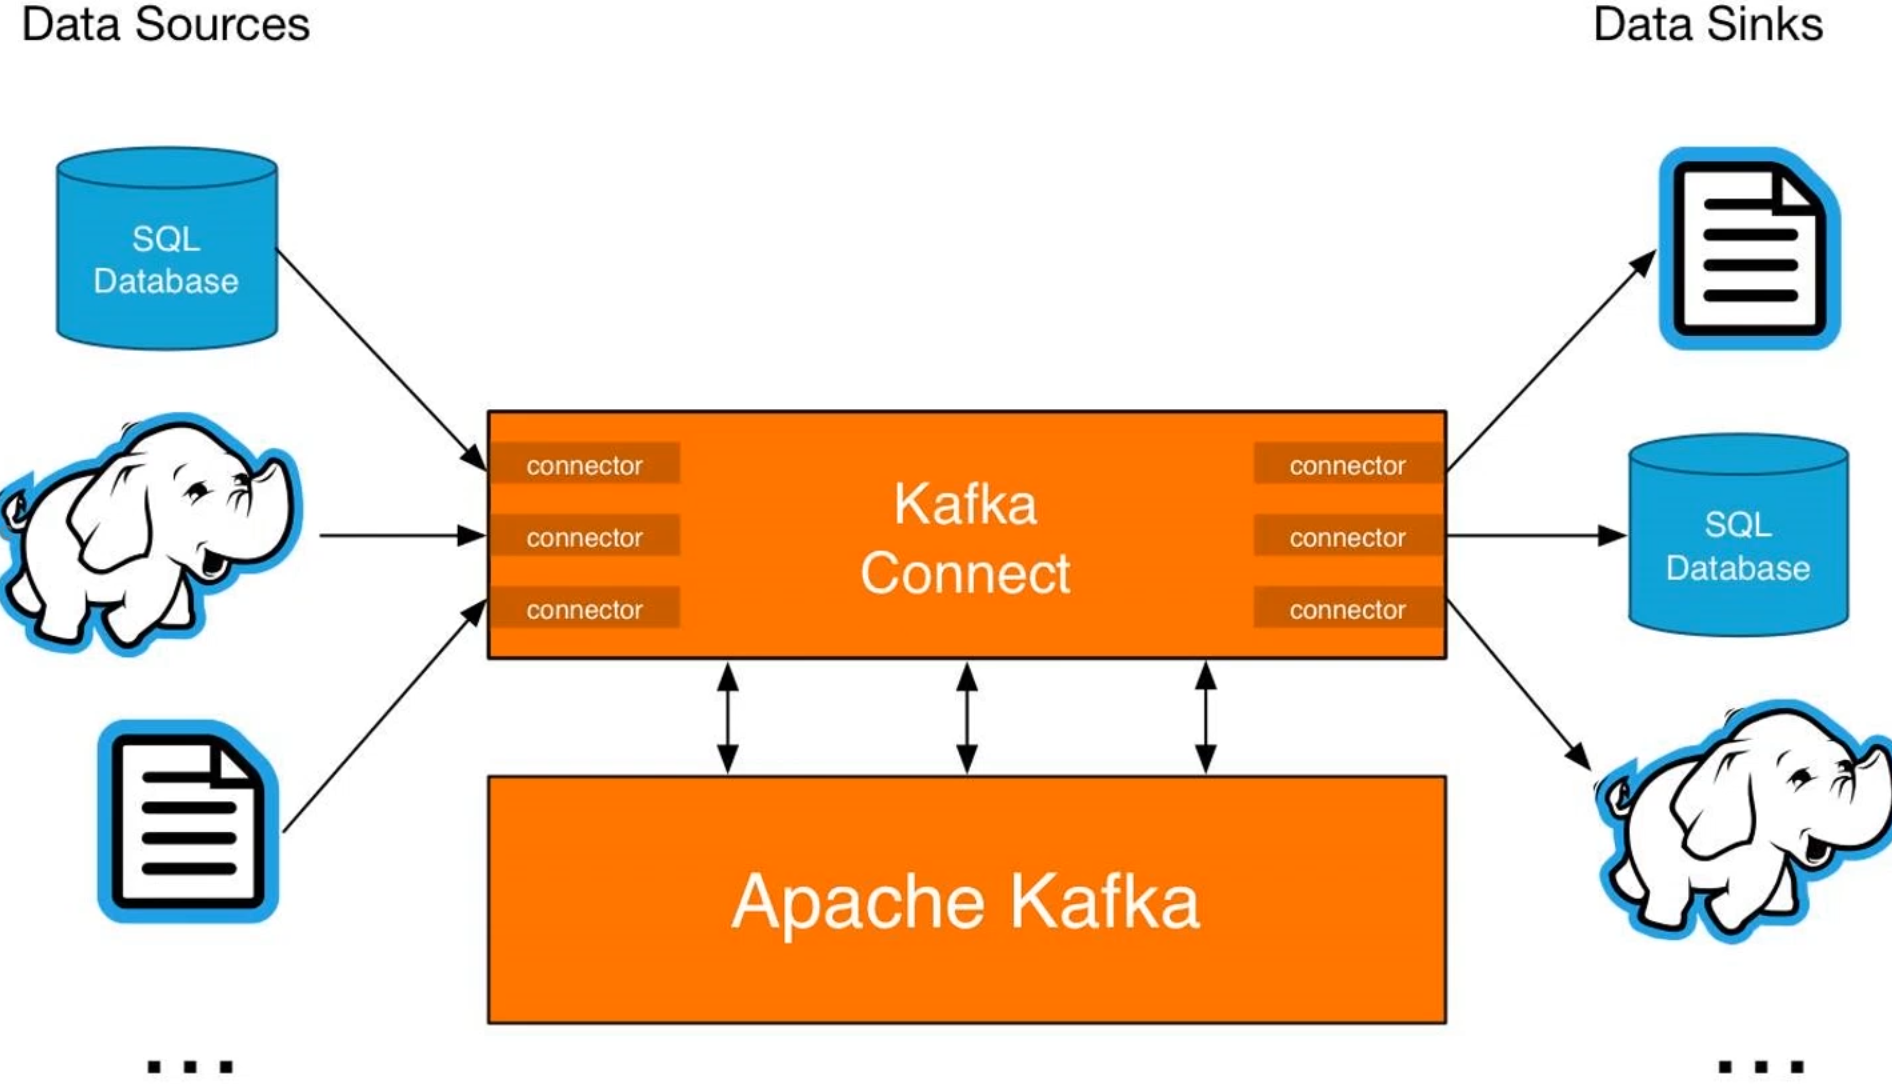 Data Sources
Data Sinks
SQL
Database
connector
connector
connector
Kafka
Connect
connector
connector
connector
SQL
Database
Apache Kafka
...
...